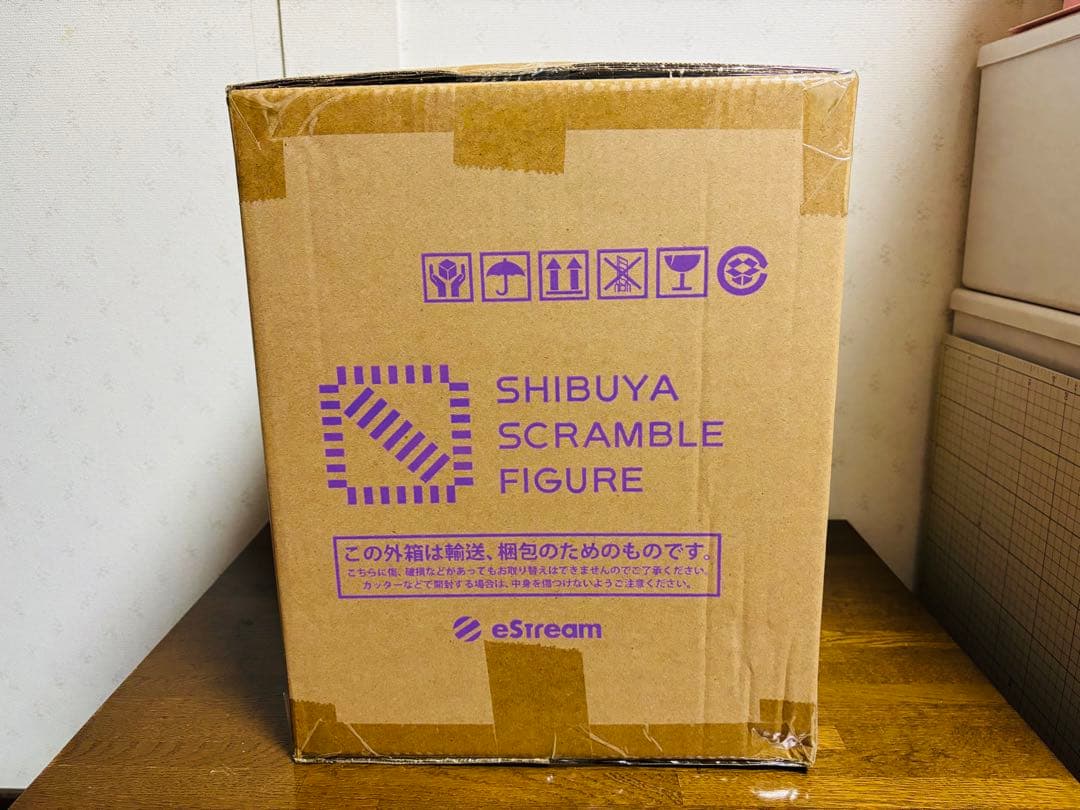 SHIBUYA
SCRAMBLE
FIGURE
この外箱は輸送、梱包のためのものです。
こちらに傷、破損などがあってもお取り替えはできませんのでご了承ください。
カッターなどで開封する場合は、中身を傷つけないようご注意ください。
eStream